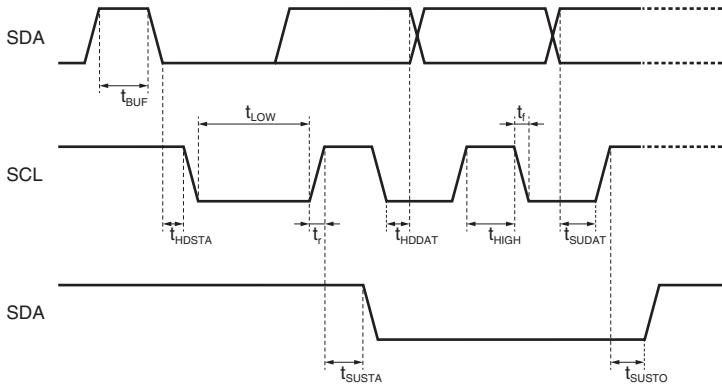 SDA
tBUF
tLOW
tf
SCL
tHDSTA
tr
tHDDAT
tHIGH
tSUDAT
SDA
tSUSTA
tSUSTO